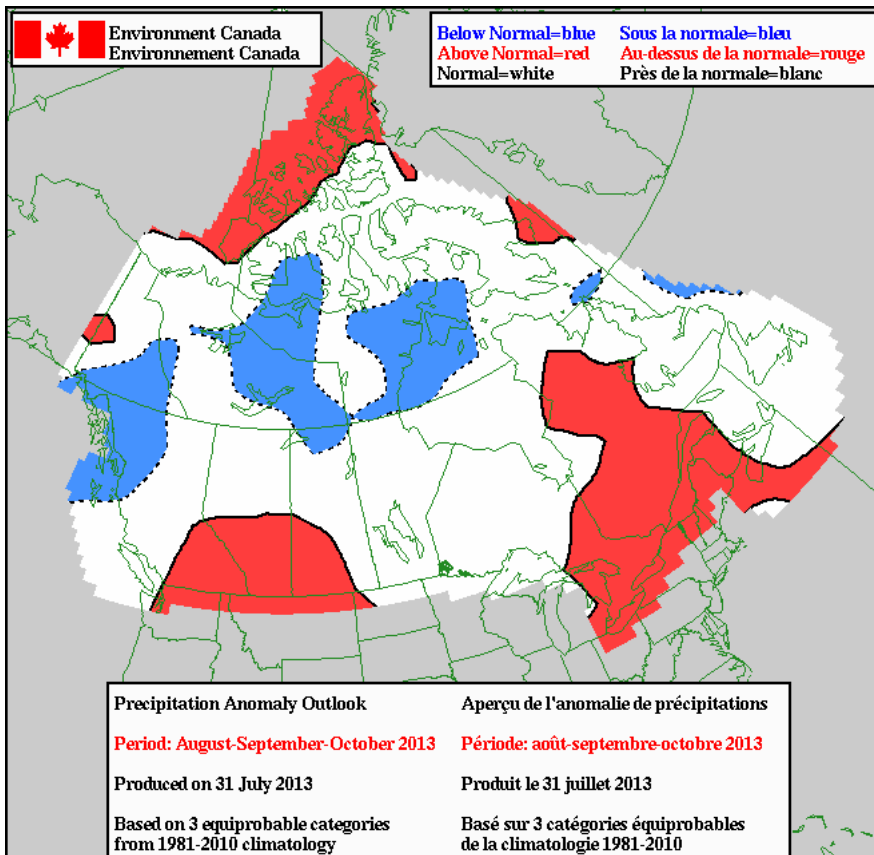 Environment Canada
Environnement Canada
Below Normal=blue Sous la normale=bleu
Above Normal=red Au-dessus de la normale=rouge
Normal=white Près de la normale=blanc
Precipitation Anomaly Outlook Aperçu de l'anomalie de précipitations
Period: August-September-October 2013 Période: août-septembre-octobre 2013
Produced on 31 July 2013 Produit le 31 juillet 2013
Based on 3 equiprobable categories Basé sur 3 catégories équiprobables
from 1981-2010 climatology de la climatologie 1981-2010